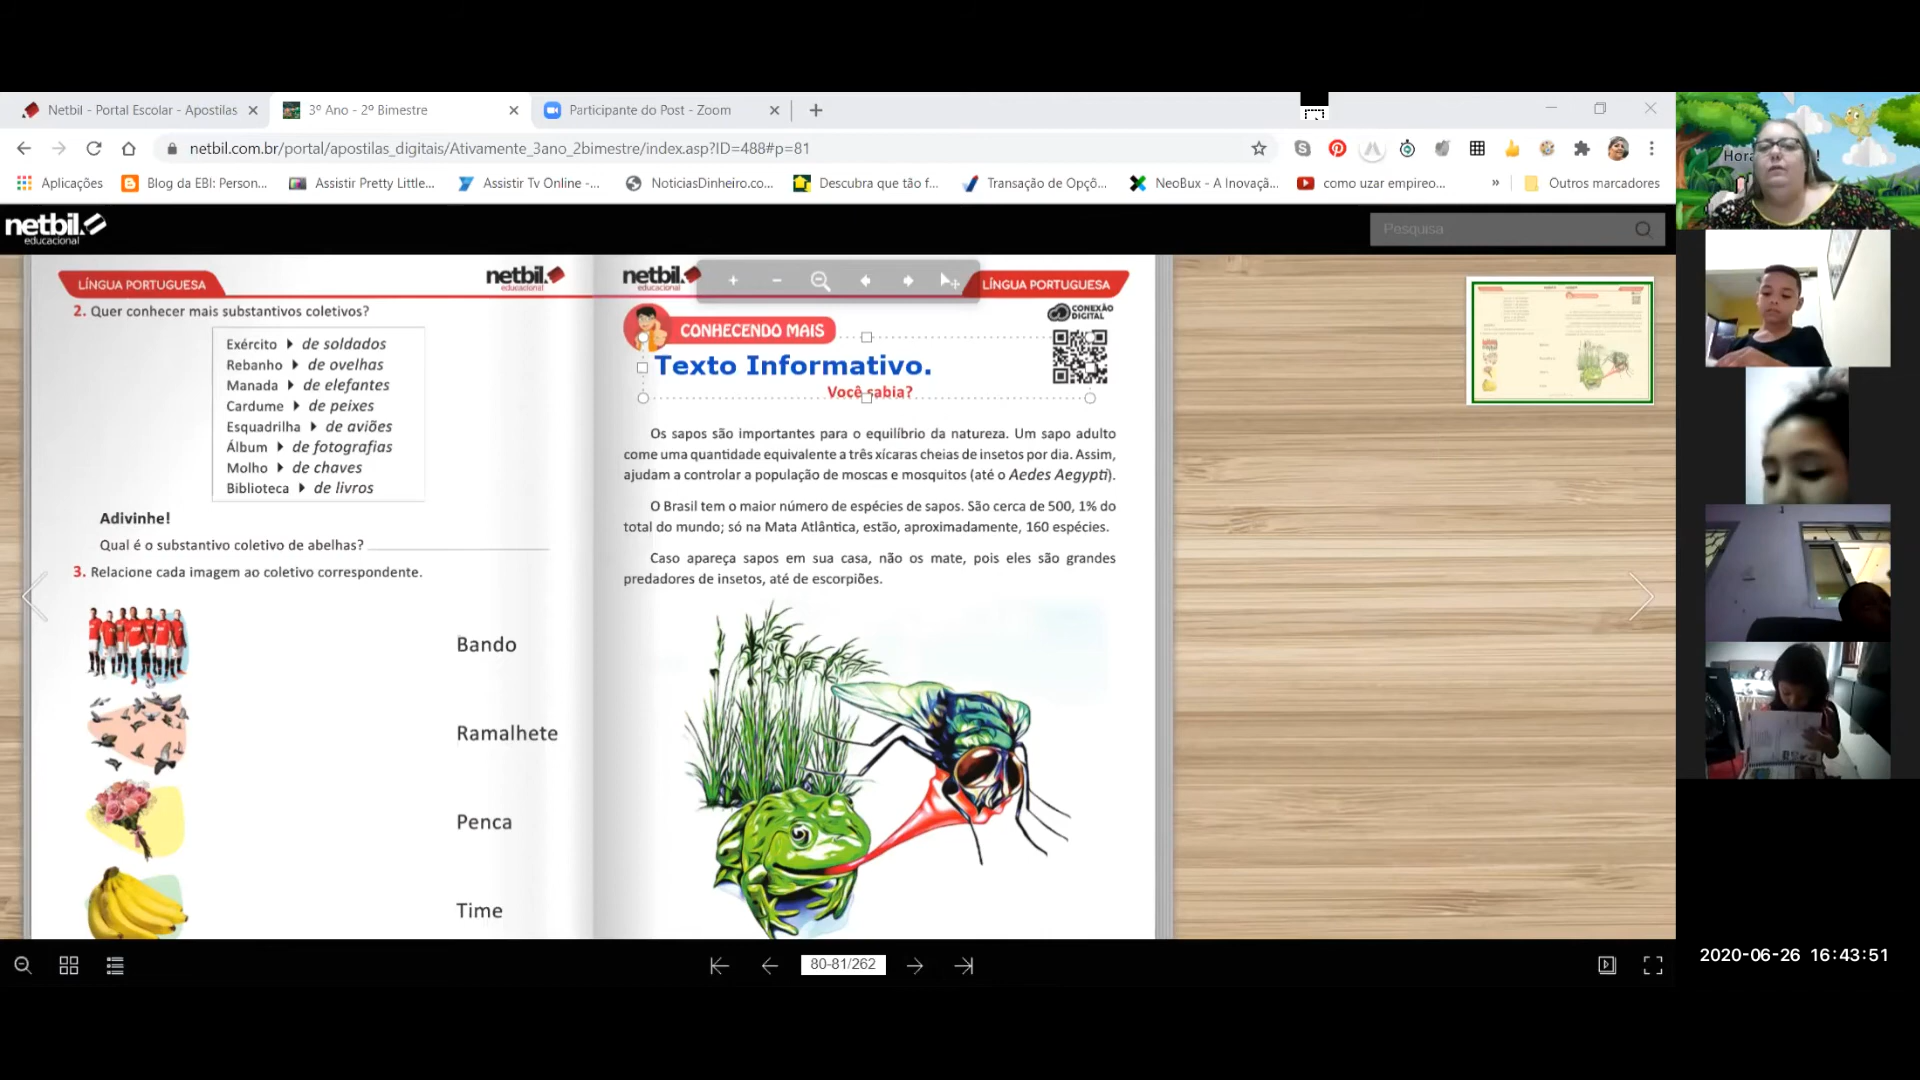 Netbil - Portal Escolar - Apostilas
3º Ano - 2º Bimestre
Participante do Post - Zoom
netbil.com.br/portal/apostilas_digitais/Ativamente_3ano_2bimestre/index.asp?ID=488#p=81
Aplicações
Blog da EBI: Person...
Assistir Pretty Little...
Assistir Tv Online -...
NoticiasDinheiro.co...
Descubra que tão f...
Transação de Opçõ...
NeoBux - A Inovaçã...
como uzar empireo...
»
Outros marcadores
netbil
educacional
Pesquisa
LÍNGUA PORTUGUESA
netbil
educacional
2. Quer conhecer mais substantivos coletivos?
Exército de soldados
Rebanho de ovelhas
Manada de elefantes
Cardume de peixes
Esquadrilha de aviões
Álbum de fotografias
Molho de chaves
Biblioteca de livros
Adivinhe!
Qual é o substantivo coletivo de abelhas?
3. Relacione cada imagem ao coletivo correspondente.
Bando
Ramalhete
Penca
Time
netbil
educacional
LÍNGUA PORTUGUESA
CONHECENDO MAIS
CONEXÃO
DIGITAL
Texto Informativo.
Você sabia?
Os sapos são importantes para o equilíbrio da natureza. Um sapo adulto
come uma quantidade equivalente a três xícaras cheias de insetos por dia. Assim,
ajudam a controlar a população de moscas e mosquitos (até o Aedes Aegypti).
O Brasil tem o maior número de espécies de sapos. São cerca de 500, 1% do
total do mundo; só na Mata Atlântica, estão, aproximadamente, 160 espécies.
Caso apareça sapos em sua casa, não os mate, pois eles são grandes
predadores de insetos, até de escorpiões.
80-81/262
2020-06-26 16:43:51